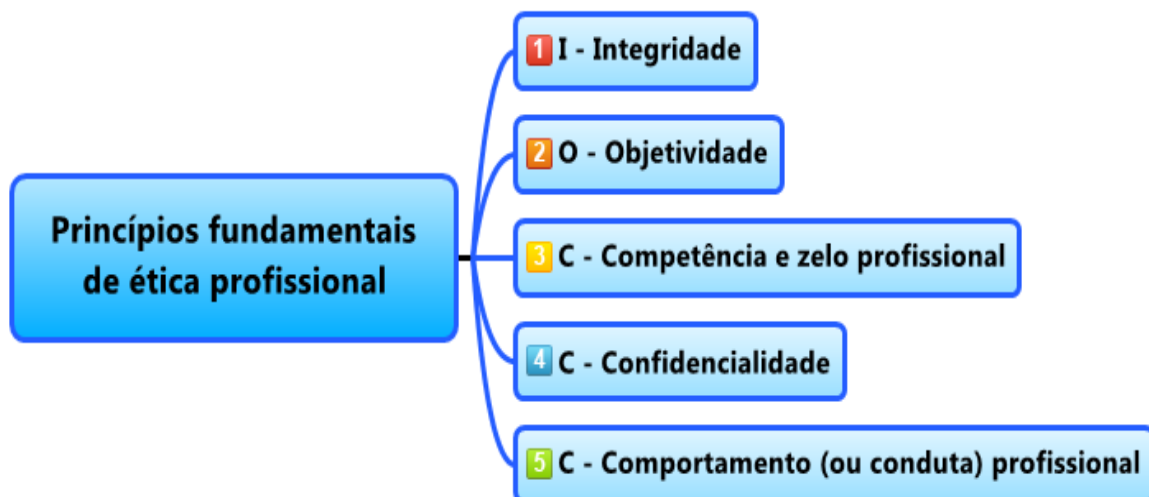 Princípios fundamentais
de ética profissional
1 I - Integridade
2 O - Objetividade
3 C - Competência e zelo profissional
4 C - Confidencialidade
5 C - Comportamento (ou conduta) profissional